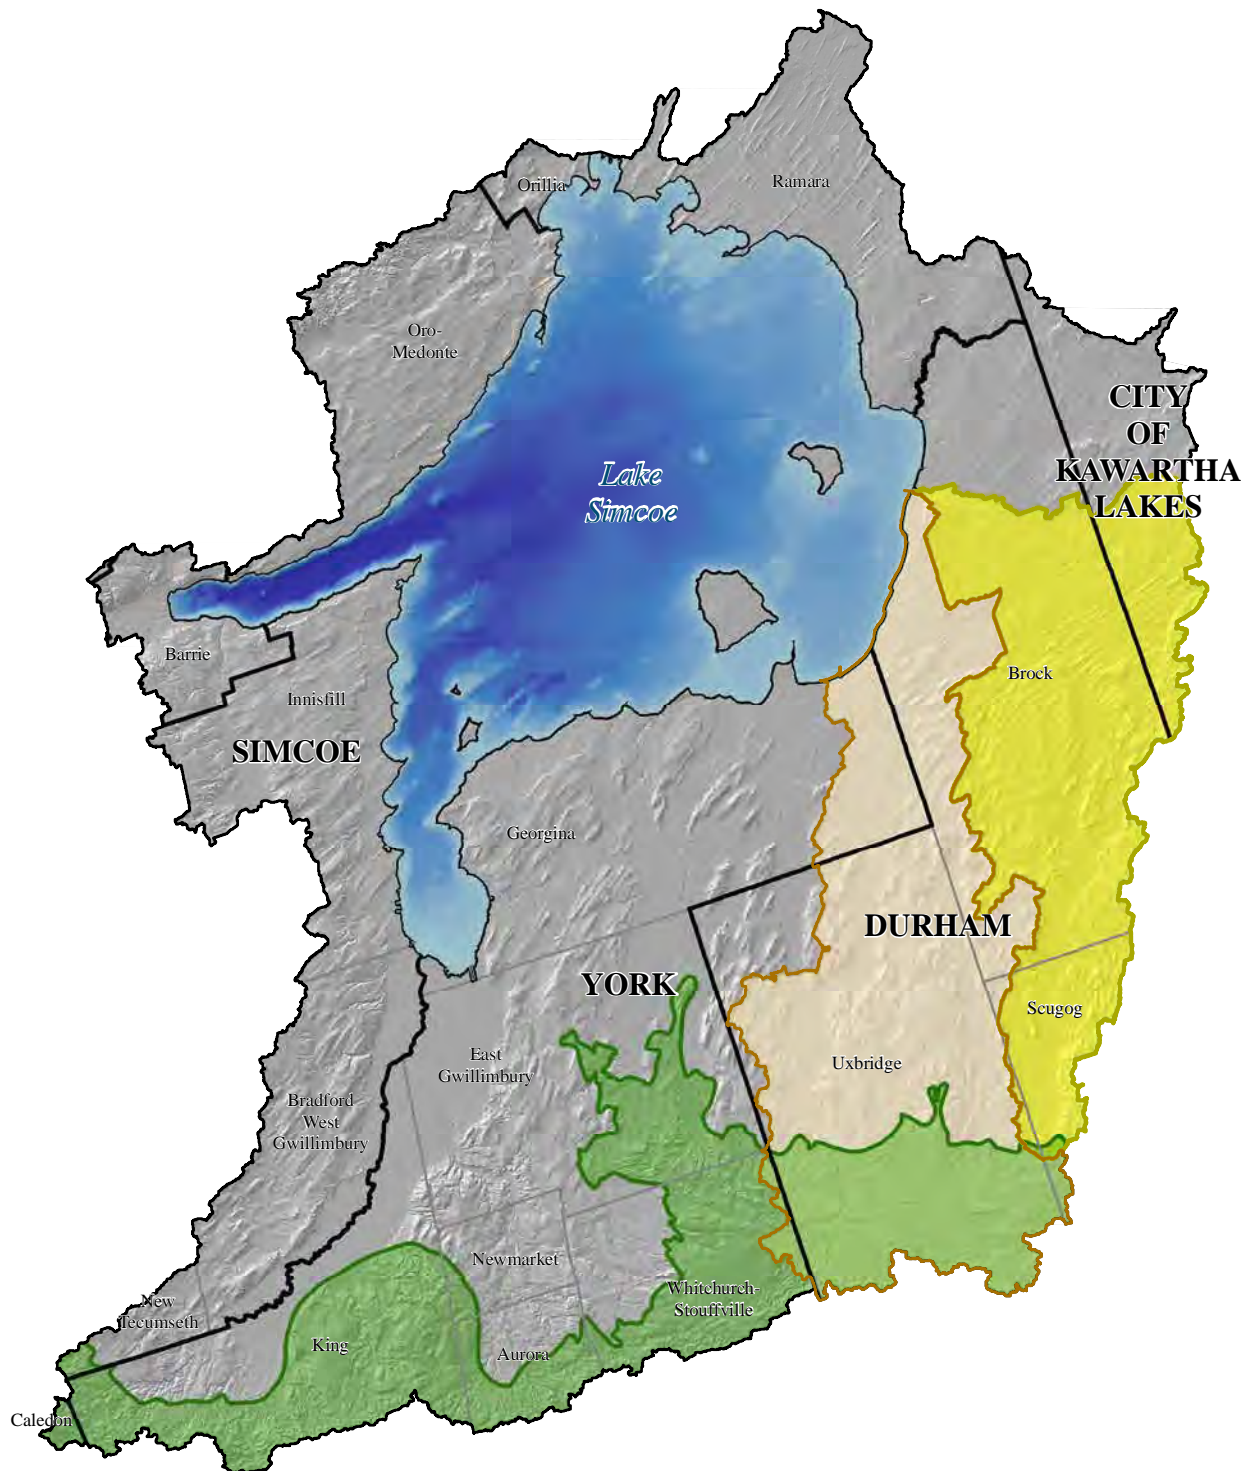 Orillia
Ramara
Oro-
Medonte
CITY
OF
KAWARTHA
LAKES
Lake
Simcoe
Barrie
Innisfill
SIMCOE
Brock
Georgina
DURHAM
YORK
Scugog
East
Gwillimbury
Uxbridge
Bradford
West
Gwillimbury
Newmarket
Whitchurch-
Stouffville
New
Tecumseth
King
Aurora
Caledon